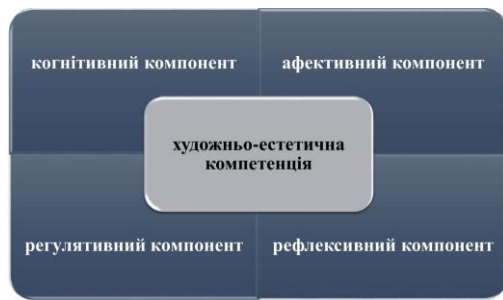 когнітивний компонент
афективний компонент
художньо-естетична
компетенція
регулятивний компонент
рефлексивний компонент